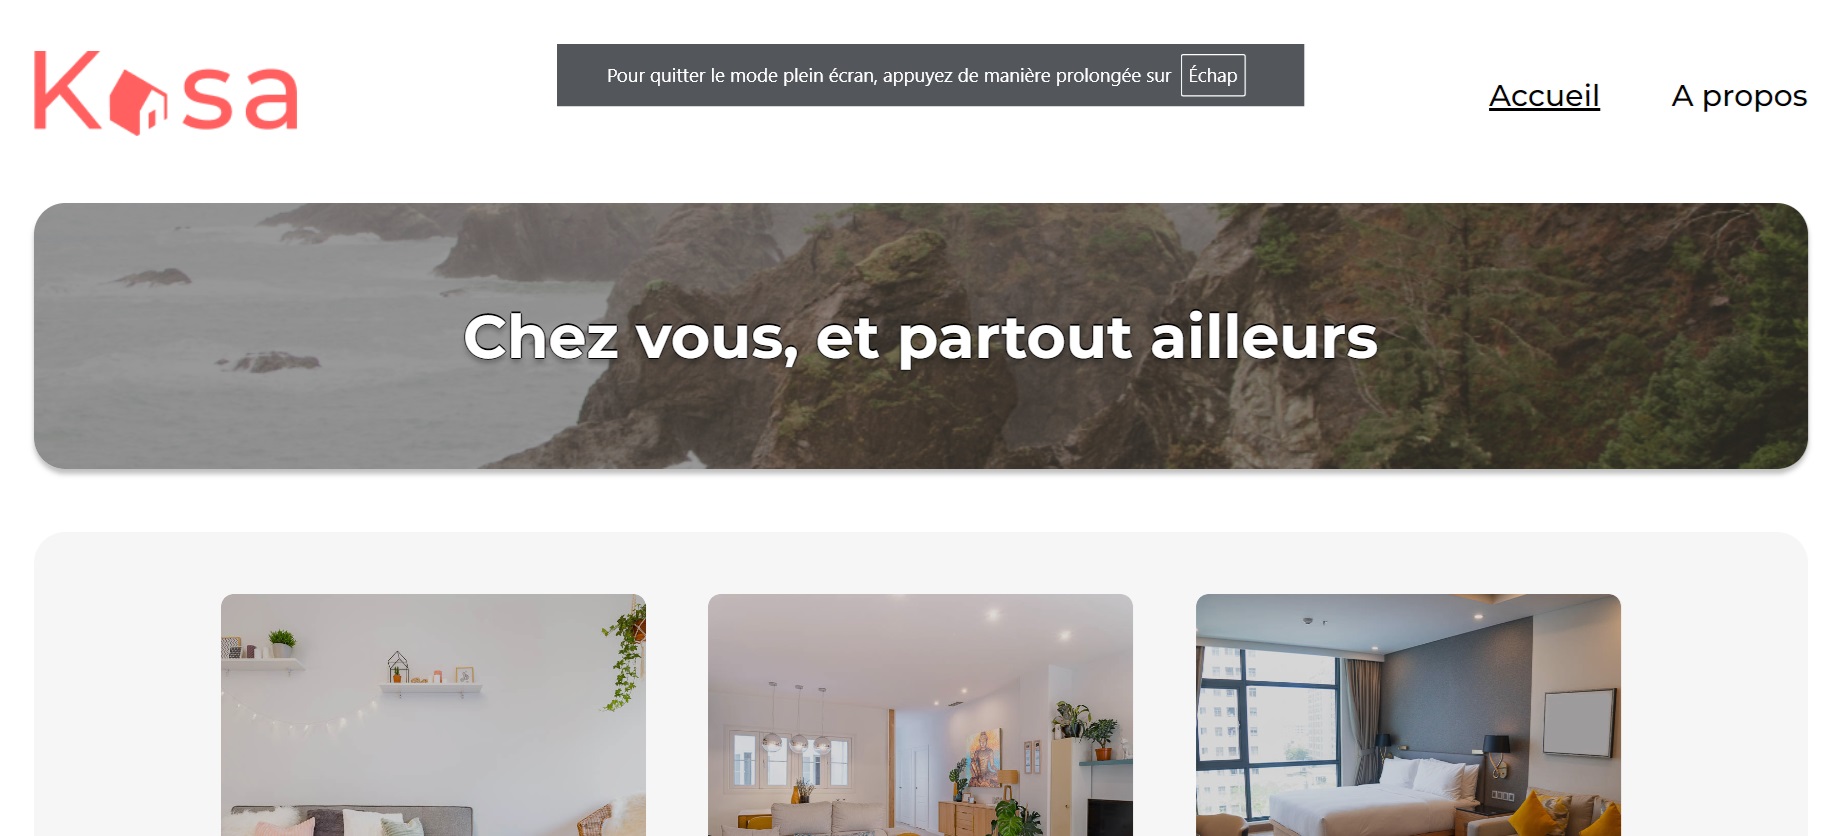 Kasa
Pour quitter le mode plein écran, appuyez de manière prolongée sur Échap
Accueil
A propos
Chez vous, et partout ailleurs